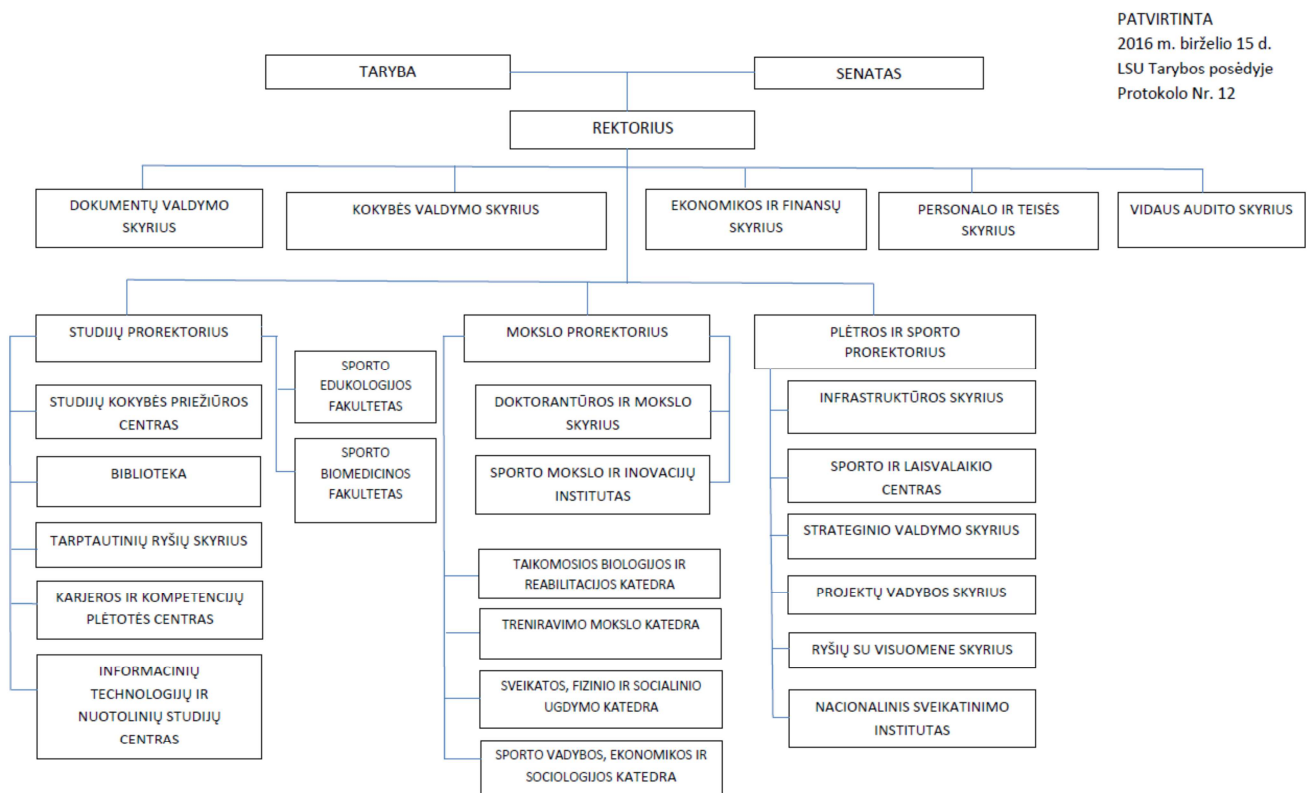 PATVIRTINTA
2016 m. birželio 15 d.
LSU Tarybos posėdyje
Protokolo Nr. 12
TARYBA
SENATAS
REKTORIUS
DOKUMENTŲ VALDYMO
SKYRIUS
KOKYBĖS VALDYMO SKYRIUS
EKONOMIKOS IR FINANSŲ
SKYRIUS
PERSONALO IR TEISĖS
SKYRIUS
VIDAUS AUDITO SKYRIUS
STUDIJŲ PROREKTORIUS
STUDIJŲ KOKYBĖS PRIEŽIŪROS
CENTRAS
BIBLIOTEKA
TARPTAUTINIŲ RYŠIŲ SKYRIUS
KARJEROS IR KOMPETENCIJŲ
PLĖTOTĖS CENTRAS
INFORMACINIŲ
TECHNOLOGIJŲ IR
NUOTOLINIŲ STUDIJŲ
CENTRAS
SPORTO
EDUKOLOGIJOS
FAKULTETAS
SPORTO
BIOMEDICINOS
FAKULTETAS
MOKSLO PROREKTORIUS
DOKTORANTŪROS IR MOKSLO
SKYRIUS
SPORTO MOKSLO IR INOVACIJŲ
INSTITUTAS
TAIKOMOSIOS BIOLOGIJOS IR
REABILITACIJOS KATEDRA
TRENIRAVIMO MOKSLO KATEDRA
SVEIKATOS, FIZINIO IR SOCIALINIO
UGDYMO KATEDRA
SPORTO VADYBOS, EKONOMIKOS IR
SOCIOLOGIJOS KATEDRA
PLĖTROS IR SPORTO
PROREKTORIUS
INFRASTRUKTŪROS SKYRIUS
SPORTO IR LAISVALAIKIO
CENTRAS
STRATEGINIO VALDYMO SKYRIUS
PROJEKTŲ VADYBOS SKYRIUS
RYŠIŲ SU VISUOMENE SKYRIUS
NACIONALINIS SVEIKATINIMO
INSTITUTAS